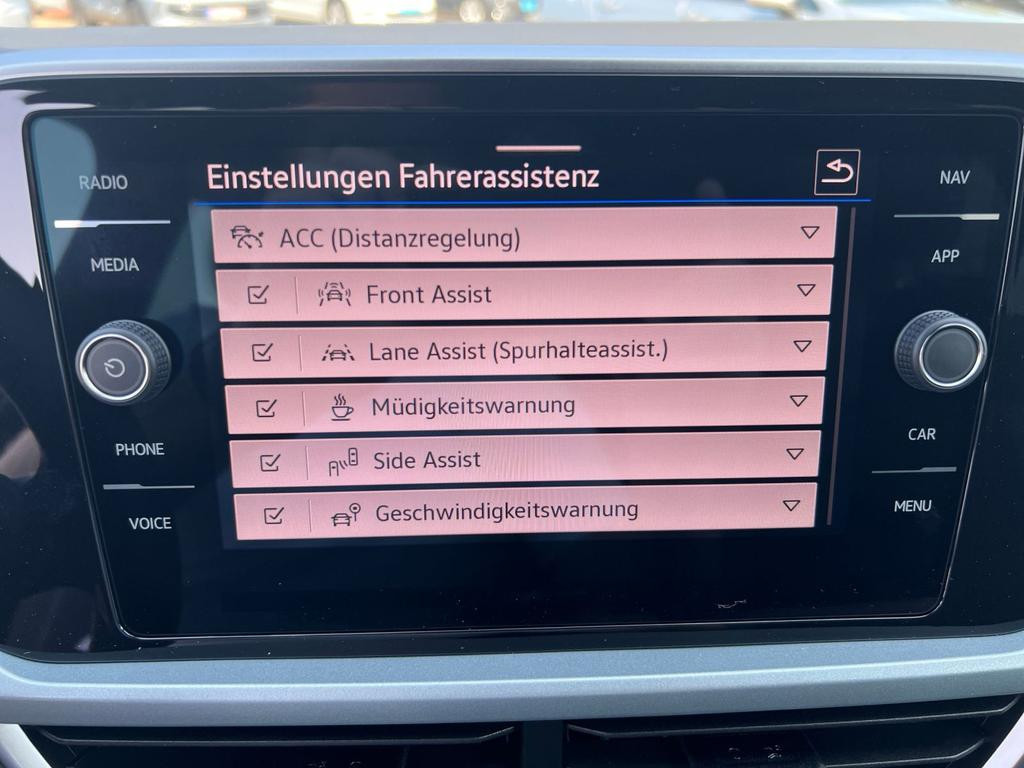 Einstellungen Fahrerassistenz
RADIO
MEDIA
PHONE
VOICE
ACC (Distanzregelung)
Front Assist
Lane Assist (Spurhalteassist.)
Müdigkeitswarnung
Side Assist
Geschwindigkeitswarnung
NAV
APP
CAR
MENU